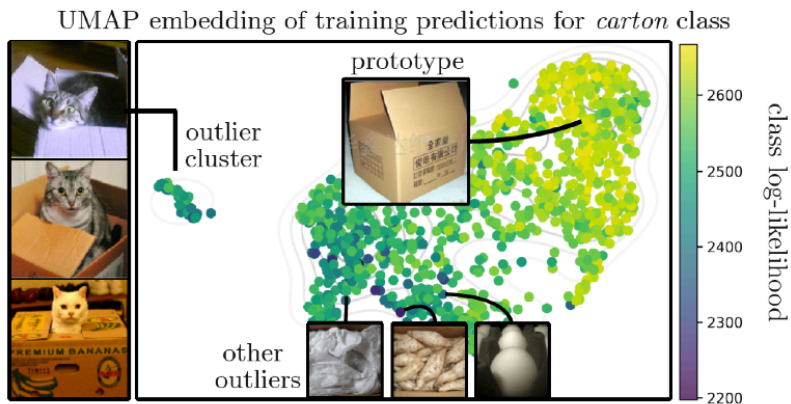 UMAP embedding of training predictions for carton class
prototype
outlier
cluster
PREMIUM BANANAS
other
outliers
2600
2500
2400
2300
2200
class log-likelihood